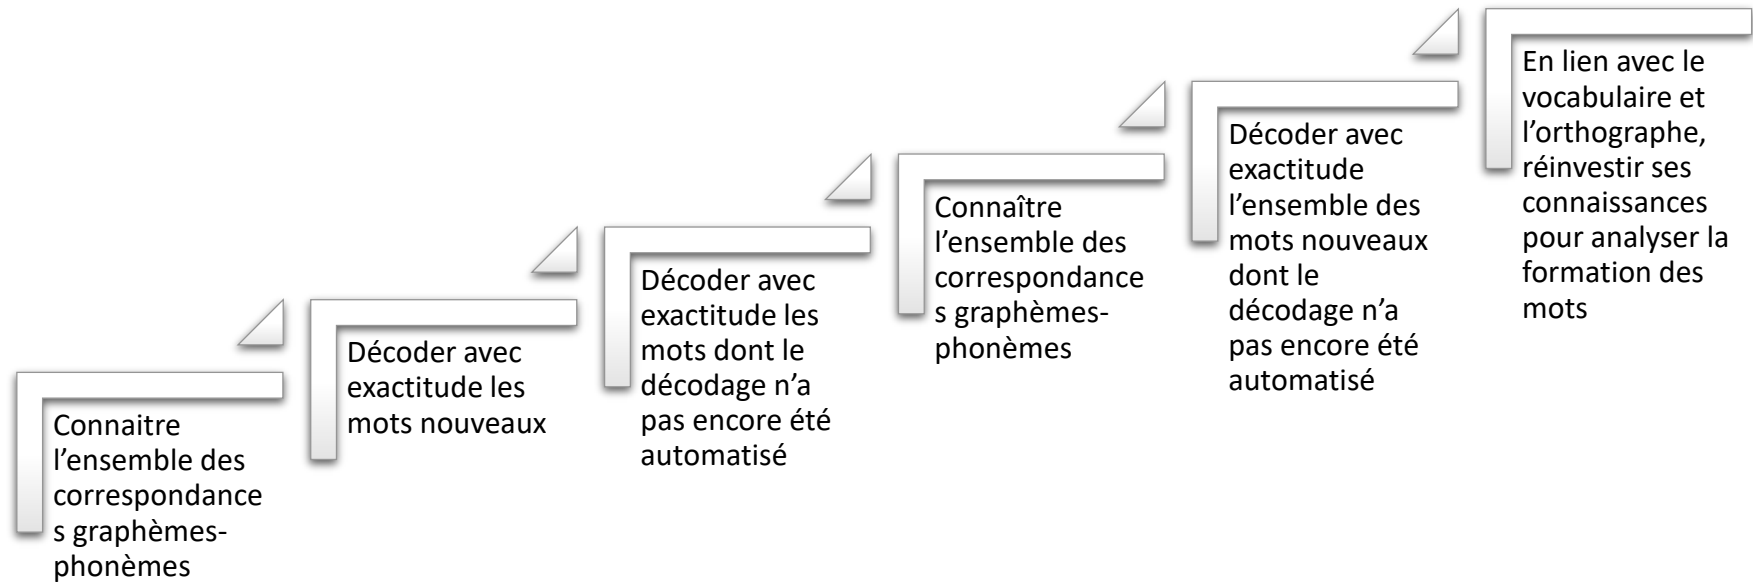 Connaitre
l’ensemble des
correspondance
s graphèmes-
phonèmes
Décoder avec
exactitude les
mots nouveaux
Décoder avec
exactitude les
mots dont le
décodage n’a
pas encore été
automatisé
Connaître
l’ensemble des
correspondance
s graphèmes-
phonèmes
Décoder avec
exactitude
l’ensemble des
mots nouveaux
dont le
décodage n’a
pas encore été
automatisé
En lien avec le
vocabulaire et
l’orthographe,
réinvestir ses
connaissances
pour analyser la
formation des
mots